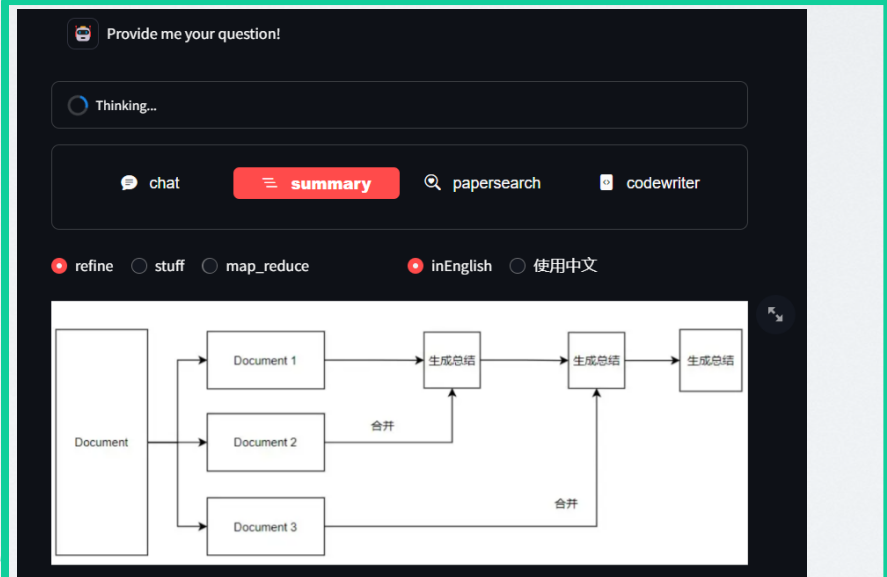 Provide me your question!
Thinking...
chat summary papersearch codewriter
refine stuff map_reduce inEnglish 使用中文
Document 1 生成总结 生成总结 生成总结
合并
Document Document 2
合并
Document 3